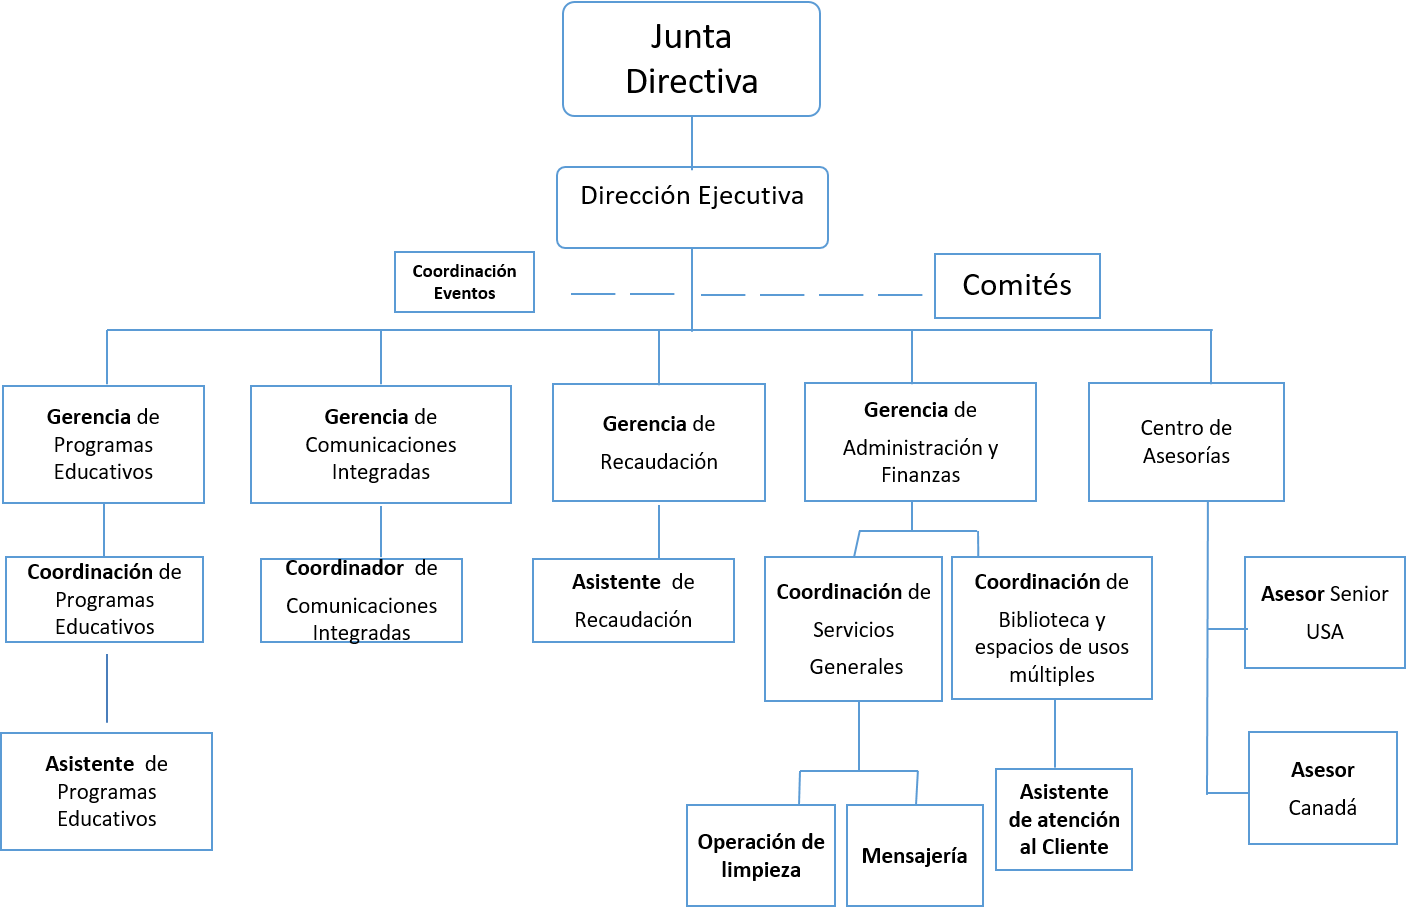 Junta
Directiva
Dirección Ejecutiva
Coordinación
Eventos
Comités
Gerencia de
Programas
Educativos
Gerencia de
Comunicaciones
Integradas
Gerencia de
Recaudación
Gerencia de
Administración y
Finanzas
Centro de
Asesorías
Coordinación de
Programas
Educativos
Coordinador de
Comunicaciones
Integradas
Asistente de
Recaudación
Coordinación de
Servicios
Generales
Coordinación de
Biblioteca y
espacios de usos
múltiples
Asesor Senior
USA
Asistente de
Programas
Educativos
Operación de
limpieza
Mensajería
Asistente
de atención
al Cliente
Asesor
Canadá